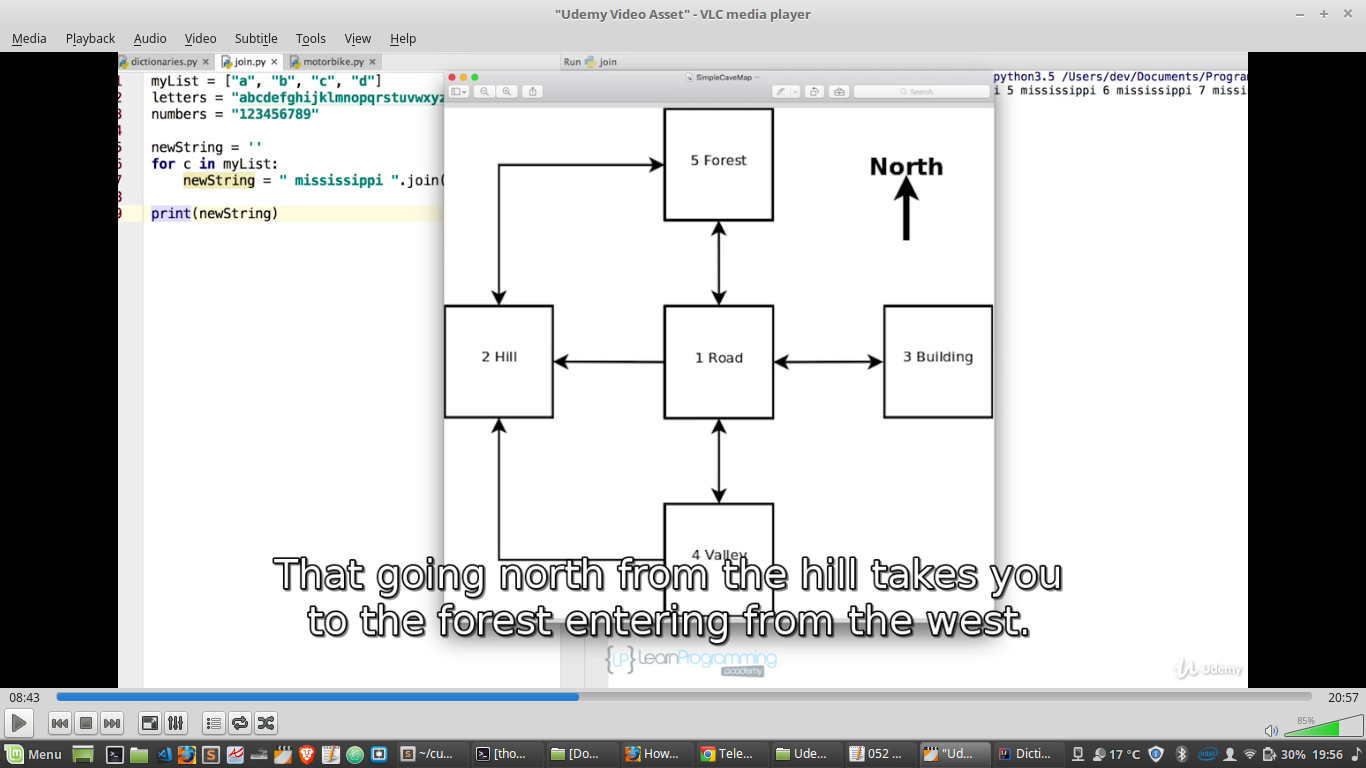 "Udemy Video Asset" - VLC media player
Media Playback Audio Video Subtitle Tools View Help
dictionaries.py join.py motorbike.py
Run join
1 myList = ["a", "b", "c", "d"]
2 letters = "abcdefghijklmnopqrstuvwxyz
3 numbers = "123456789"
4
5 newString = ''
6 for c in myList:
7 newString = " mississippi ".join(
8
9 print(newString)
python3.5 /Users/dev/Documents/Progra
i 5 mississippi 6 mississippi 7 missi
SimpleCaveMap
Search
5 Forest
North
2 Hill
1 Road
3 Building
4 Valley
That going north from the hill takes you
to the forest entering from the west.
{LP} LearnProgramming
academy
Udemy
08:43
20:57
85%
Menu
~/cu...
[tho...
[Do...
How...
Tele...
Ude...
052 ...
"Ud...
Dicti...
17 °C
30%
19:56